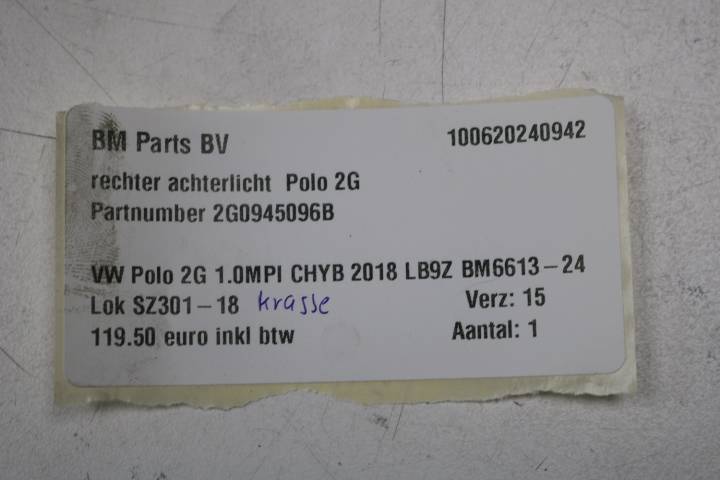 BM Parts BV 100620240942
rechter achterlicht Polo 2G
Partnumber 2G0945096B
VW Polo 2G 1.0MPI CHYB 2018 LB9Z BM6613-24
Lok SZ301-18 krasse Verz: 15
119.50 euro inkl btw Aantal: 1